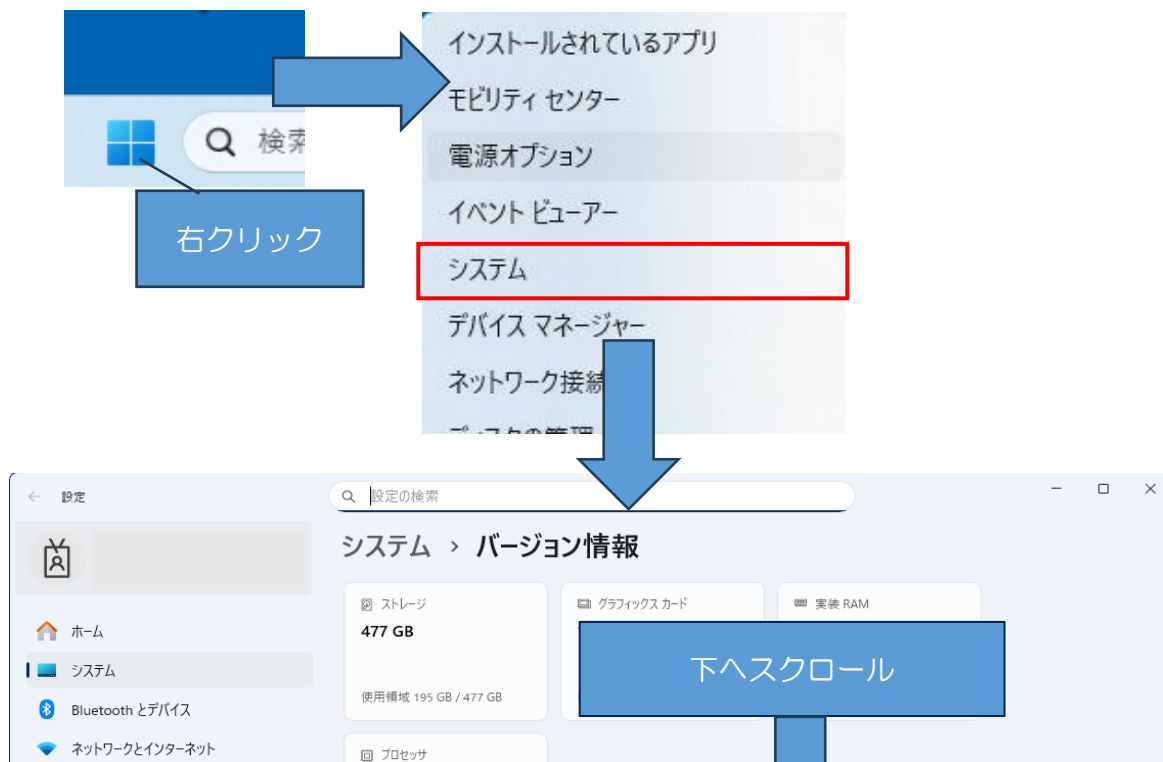 検索
右クリック
インストールされているアプリ
モビリティ センター
電源オプション
イベント ビューアー
システム
デバイス マネージャー
ネットワーク接続
ディスクの管理
設定
設定の検索
システム › バージョン情報
ホーム
システム
Bluetooth とデバイス
ネットワークとインターネット
ストレージ
477 GB
使用領域 195 GB / 477 GB
グラフィックス カード
実装 RAM
下へスクロール
プロセッサ